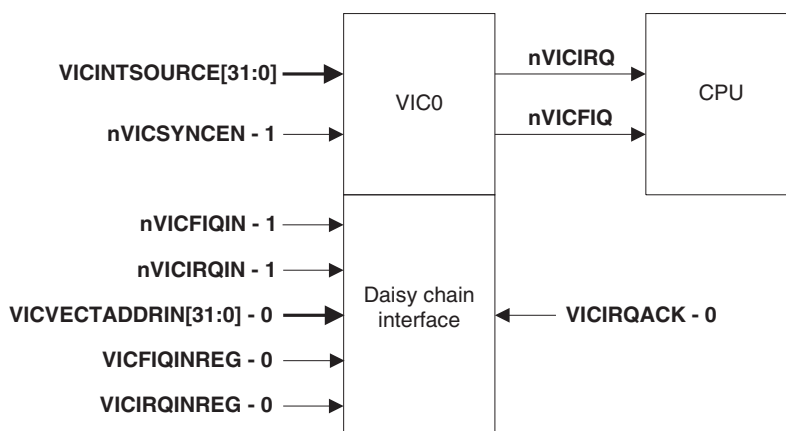 VICINTSOURCE[31:0]
nVICSYNCEN - 1
VIC0
nVICIRQ
nVICFIQ
CPU
nVICFIQIN - 1
nVICIRQIN - 1
VICVECTADDRIN[31:0] - 0
VICFIQINREG - 0
VICIRQINREG - 0
Daisy chain
interface
VICIRQACK - 0